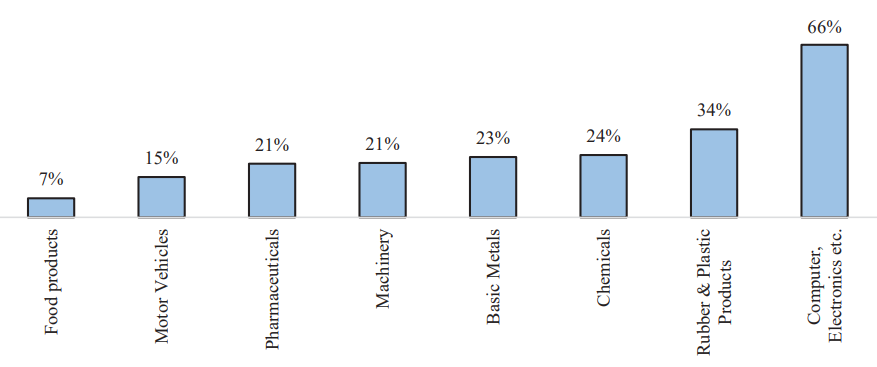 66%
34%
24%
23%
21%
21%
15%
7%
Food products
Motor Vehicles
Pharmaceuticals
Machinery
Basic Metals
Chemicals
Rubber & Plastic
Products
Computer,
Electronics etc.